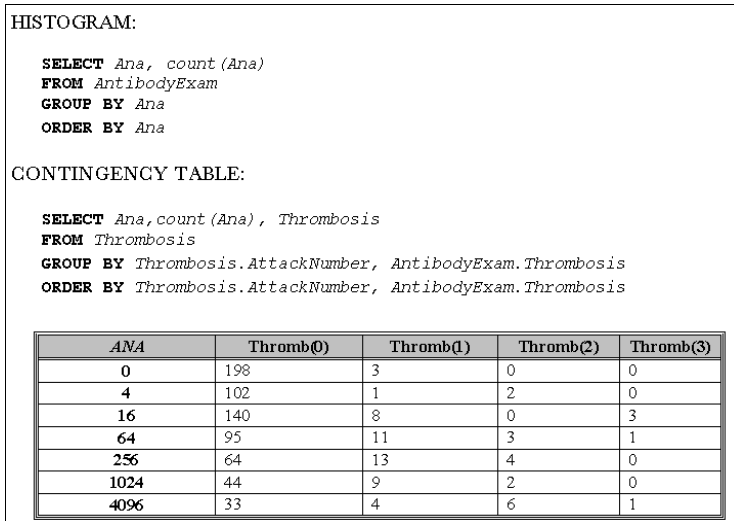 HISTOGRAM:
SELECT Ana, count(Ana)
FROM AntibodyExam
GROUP BY Ana
ORDER BY Ana
CONTINGENCY TABLE:
SELECT Ana,count(Ana), Thrombosis
FROM Thrombosis
GROUP BY Thrombosis.AttackNumber, AntibodyExam.Thrombosis
ORDER BY Thrombosis.AttackNumber, AntibodyExam.Thrombosis
ANA Thromb(0) Thromb(1) Thromb(2) Thromb(3)
0 198 3 0 0
4 102 1 2 0
16 140 8 0 3
64 95 11 3 1
256 64 13 4 0
1024 44 9 2 0
4096 33 4 6 1